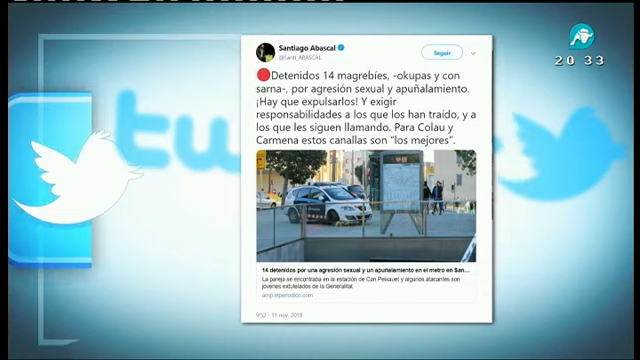 20 33
Santiago Abascal
@Santi_ABASCAL
Seguir
Detenidos 14 magrebíes, -okupas y con
sarna-, por agresión sexual y apuñalamiento.
¡Hay que expulsarlos! Y exigir
responsabilidades a los que los han traído, y a
los que les siguen llamando. Para Colau y
Carmena estos canallas son “los mejores”.
14 detenidos por una agresión sexual y un apuñalamiento en el metro en San...
La pareja se encontraba en la estación de Can Peixauet y algunos atacantes son
jóvenes extutelados de la Generalitat
amp.elperiodico.com
9:52 - 11 nov. 2018